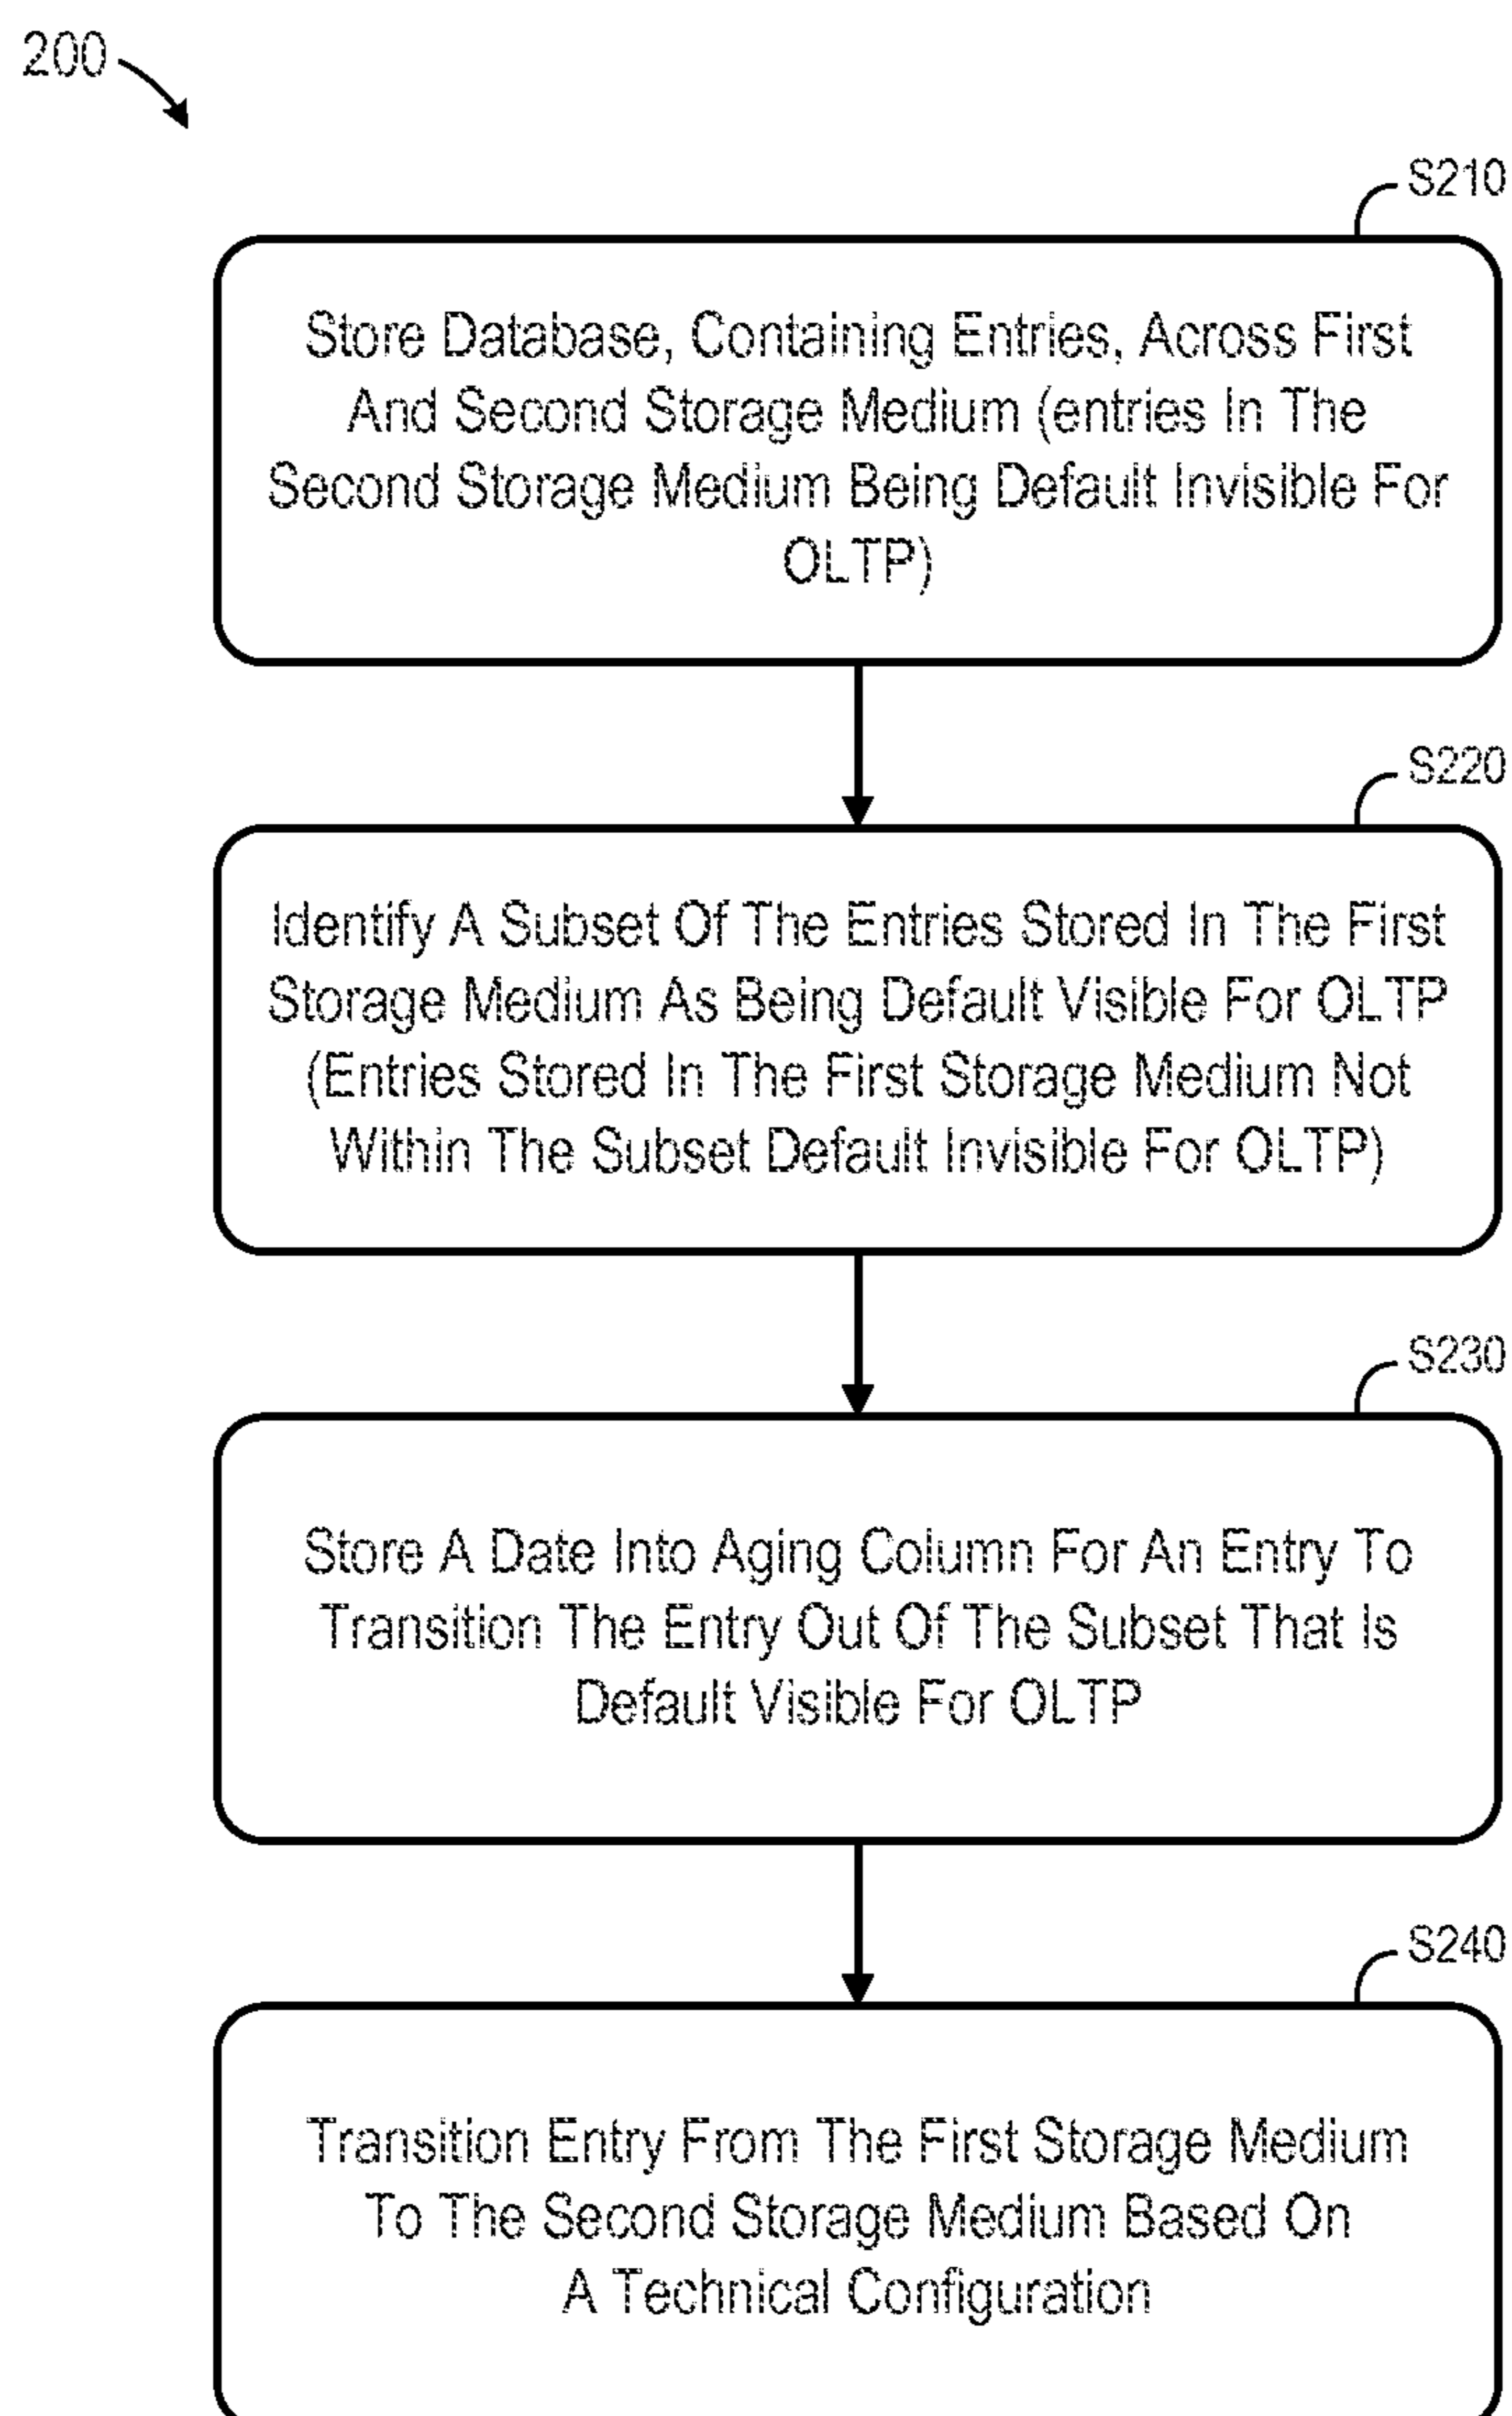 200
S210
Store Database, Containing Entries, Across First
And Second Storage Medium (entries In The
Second Storage Medium Being Default Invisible For
OLTP)
S220
Identify A Subset Of The Entries Stored In The First
Storage Medium As Being Default Visible For OLTP
(Entries Stored In The First Storage Medium Not
Within The Subset Default Invisible For OLTP)
S230
Store A Date Into Aging Column For An Entry To
Transition The Entry Out Of The Subset That Is
Default Visible For OLTP
S240
Transition Entry From The First Storage Medium
To The Second Storage Medium Based On
A Technical Configuration